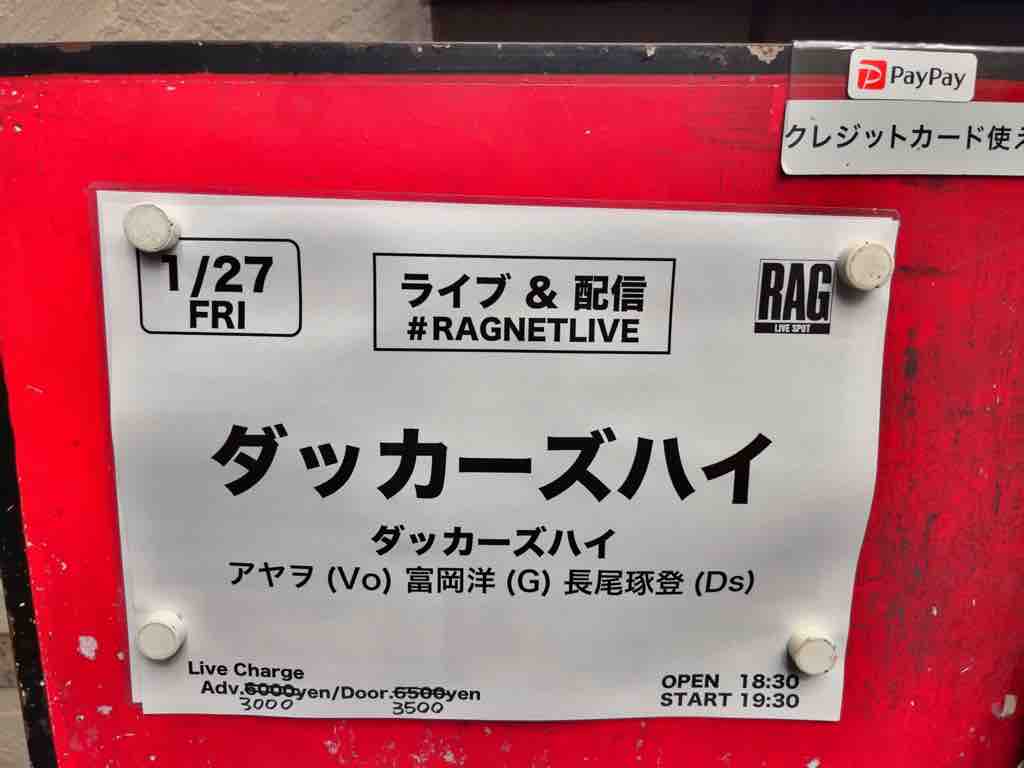 PayPay
クレジットカード使え
1/27
FRI
ライブ & 配信
#RAGNETLIVE
RAG
LIVE SPOT
ダッカーズハイ
ダッカーズハイ
アヤヲ (Vo) 富岡洋 (G) 長尾琢登 (Ds)
Live Charge
Adv.6000yen/Door.6500yen
3000 3500
OPEN 18:30
START 19:30